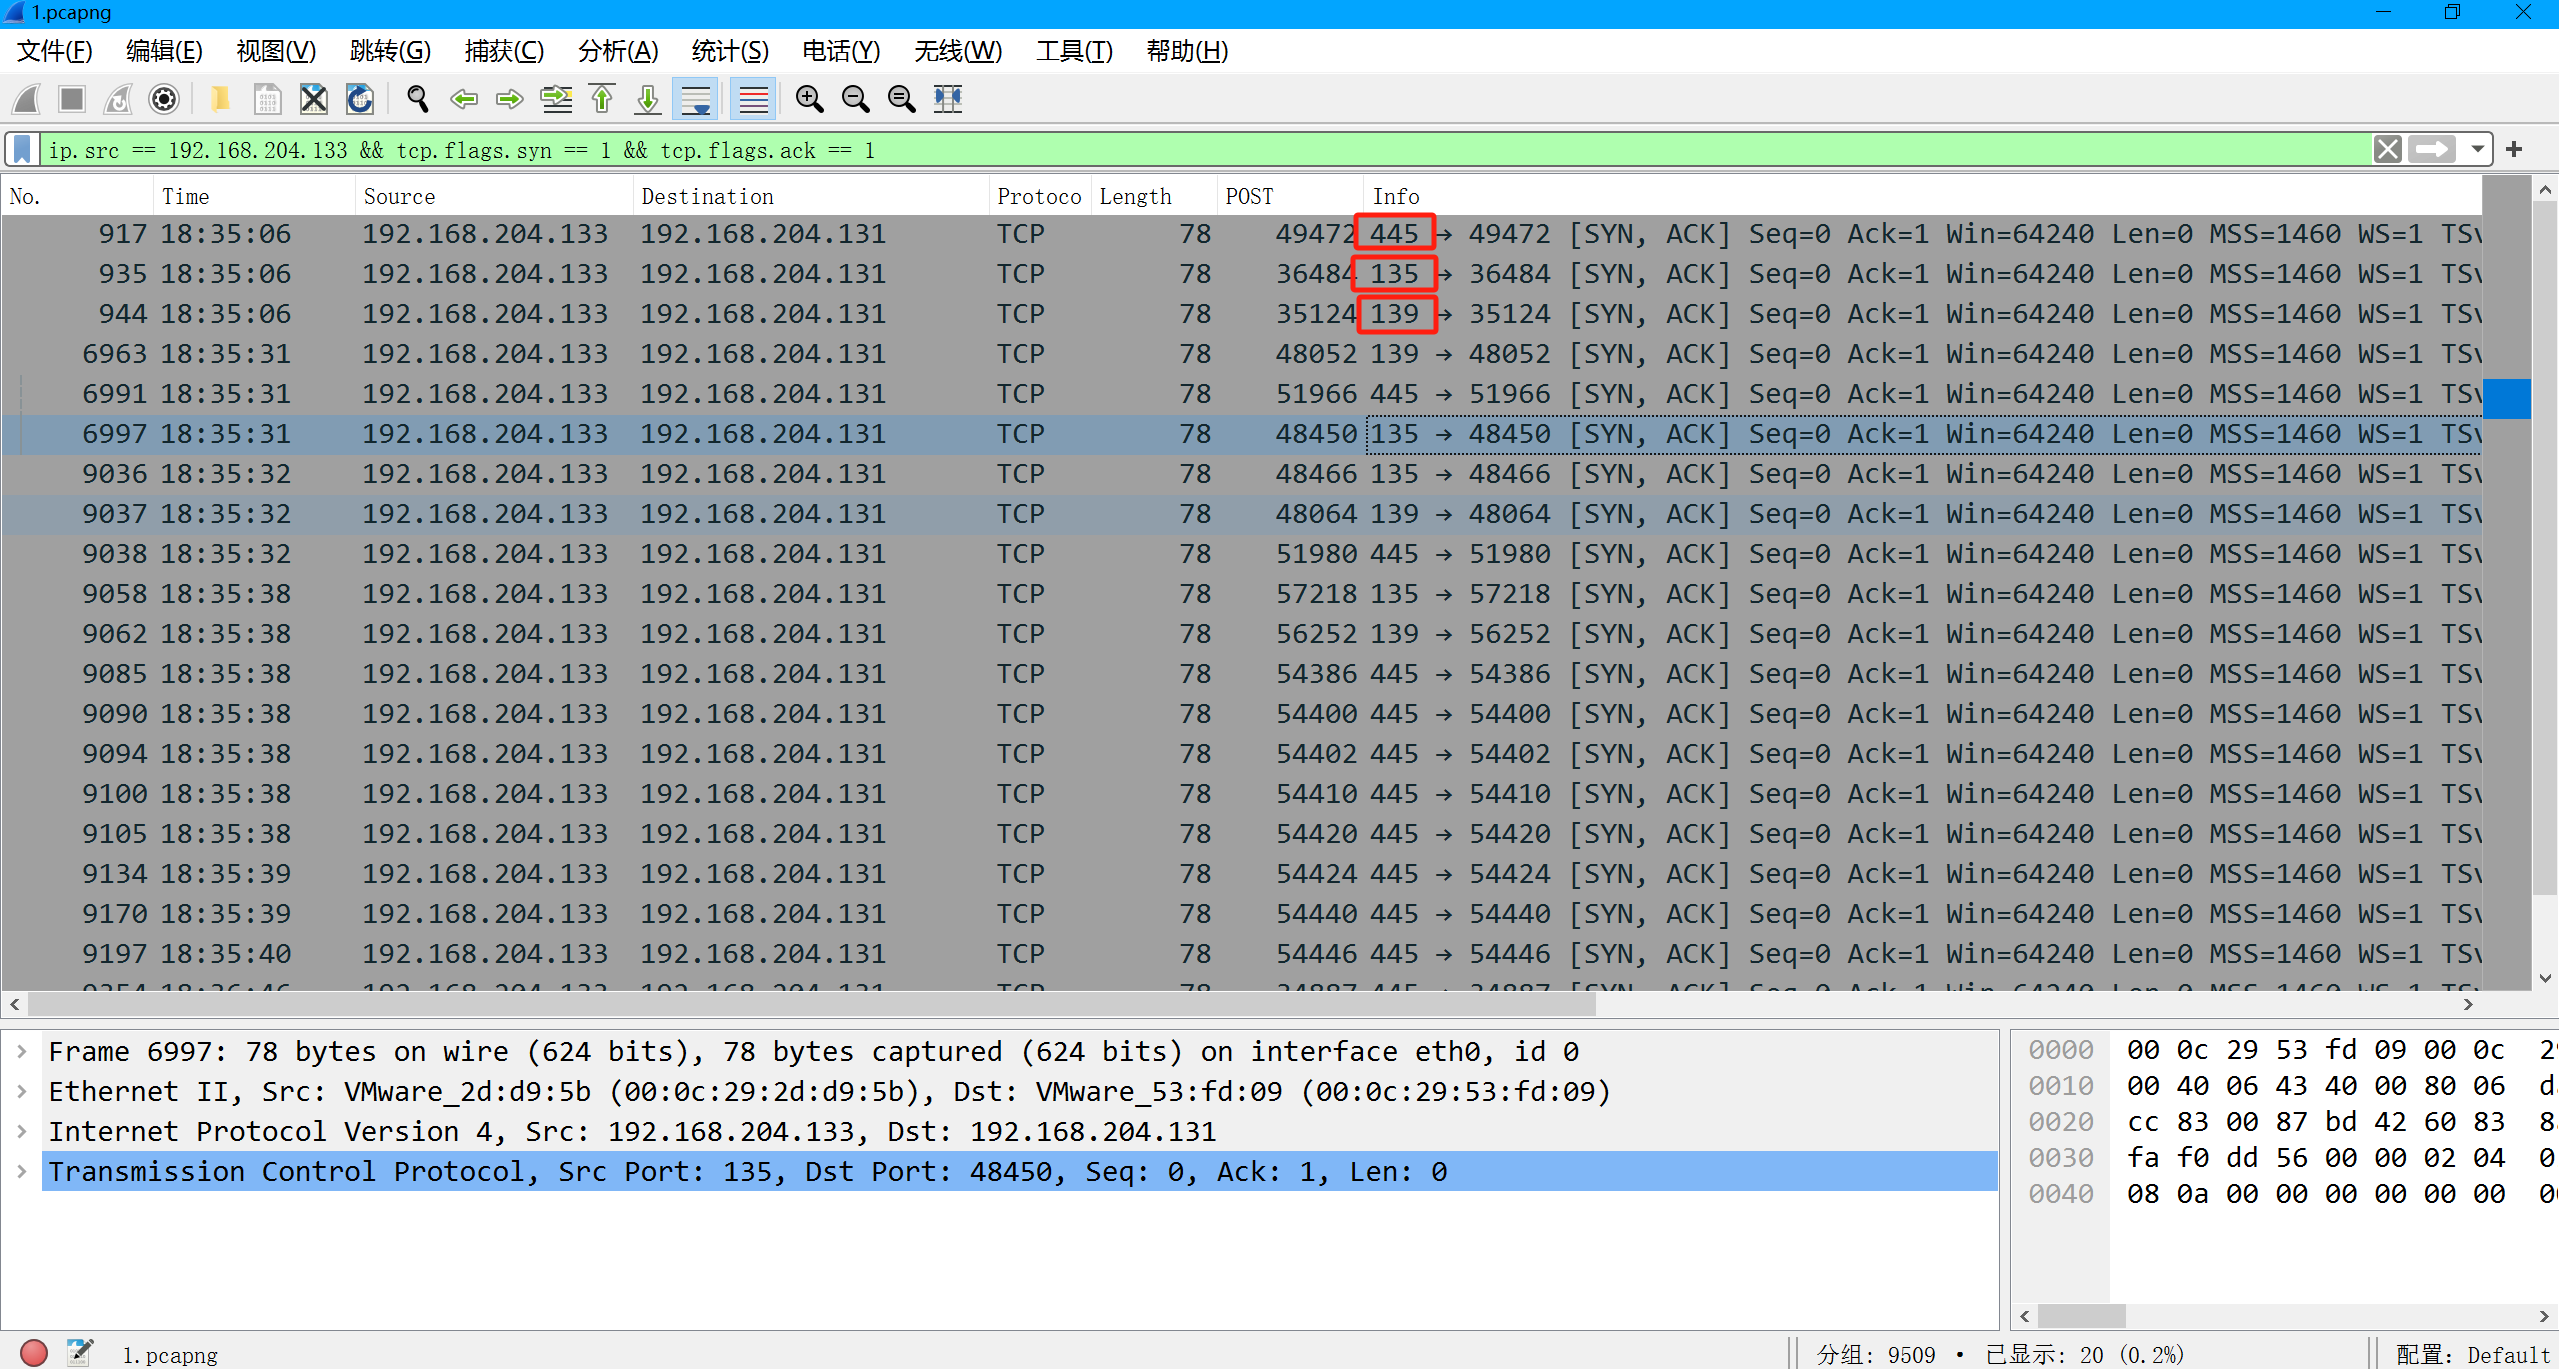 1.pcapng
文件(F) 编辑(E) 视图(V) 跳转(G) 捕获(C) 分析(A) 统计(S) 电话(Y) 无线(W) 工具(T) 帮助(H)
ip.src == 192.168.204.133 && tcp.flags.syn == 1 && tcp.flags.ack == 1
No. Time Source Destination Protoco Length POST Info
917 18:35:06 192.168.204.133 192.168.204.131 TCP 78 49472 445 → 49472 [SYN, ACK] Seq=0 Ack=1 Win=64240 Len=0 MSS=1460 WS=1 TSv
935 18:35:06 192.168.204.133 192.168.204.131 TCP 78 36484 135 → 36484 [SYN, ACK] Seq=0 Ack=1 Win=64240 Len=0 MSS=1460 WS=1 TSv
944 18:35:06 192.168.204.133 192.168.204.131 TCP 78 35124 139 → 35124 [SYN, ACK] Seq=0 Ack=1 Win=64240 Len=0 MSS=1460 WS=1 TSv
6963 18:35:31 192.168.204.133 192.168.204.131 TCP 78 48052 139 → 48052 [SYN, ACK] Seq=0 Ack=1 Win=64240 Len=0 MSS=1460 WS=1 TSv
6991 18:35:31 192.168.204.133 192.168.204.131 TCP 78 51966 445 → 51966 [SYN, ACK] Seq=0 Ack=1 Win=64240 Len=0 MSS=1460 WS=1 TSv
6997 18:35:31 192.168.204.133 192.168.204.131 TCP 78 48450 135 → 48450 [SYN, ACK] Seq=0 Ack=1 Win=64240 Len=0 MSS=1460 WS=1 TSv
9036 18:35:32 192.168.204.133 192.168.204.131 TCP 78 48466 135 → 48466 [SYN, ACK] Seq=0 Ack=1 Win=64240 Len=0 MSS=1460 WS=1 TSv
9037 18:35:32 192.168.204.133 192.168.204.131 TCP 78 48064 139 → 48064 [SYN, ACK] Seq=0 Ack=1 Win=64240 Len=0 MSS=1460 WS=1 TSv
9038 18:35:32 192.168.204.133 192.168.204.131 TCP 78 51980 445 → 51980 [SYN, ACK] Seq=0 Ack=1 Win=64240 Len=0 MSS=1460 WS=1 TSv
9058 18:35:38 192.168.204.133 192.168.204.131 TCP 78 57218 135 → 57218 [SYN, ACK] Seq=0 Ack=1 Win=64240 Len=0 MSS=1460 WS=1 TSv
9062 18:35:38 192.168.204.133 192.168.204.131 TCP 78 56252 139 → 56252 [SYN, ACK] Seq=0 Ack=1 Win=64240 Len=0 MSS=1460 WS=1 TSv
9085 18:35:38 192.168.204.133 192.168.204.131 TCP 78 54386 445 → 54386 [SYN, ACK] Seq=0 Ack=1 Win=64240 Len=0 MSS=1460 WS=1 TSv
9090 18:35:38 192.168.204.133 192.168.204.131 TCP 78 54400 445 → 54400 [SYN, ACK] Seq=0 Ack=1 Win=64240 Len=0 MSS=1460 WS=1 TSv
9094 18:35:38 192.168.204.133 192.168.204.131 TCP 78 54402 445 → 54402 [SYN, ACK] Seq=0 Ack=1 Win=64240 Len=0 MSS=1460 WS=1 TSv
9100 18:35:38 192.168.204.133 192.168.204.131 TCP 78 54410 445 → 54410 [SYN, ACK] Seq=0 Ack=1 Win=64240 Len=0 MSS=1460 WS=1 TSv
9105 18:35:38 192.168.204.133 192.168.204.131 TCP 78 54420 445 → 54420 [SYN, ACK] Seq=0 Ack=1 Win=64240 Len=0 MSS=1460 WS=1 TSv
9134 18:35:39 192.168.204.133 192.168.204.131 TCP 78 54424 445 → 54424 [SYN, ACK] Seq=0 Ack=1 Win=64240 Len=0 MSS=1460 WS=1 TSv
9170 18:35:39 192.168.204.133 192.168.204.131 TCP 78 54440 445 → 54440 [SYN, ACK] Seq=0 Ack=1 Win=64240 Len=0 MSS=1460 WS=1 TSv
9197 18:35:40 192.168.204.133 192.168.204.131 TCP 78 54446 445 → 54446 [SYN, ACK] Seq=0 Ack=1 Win=64240 Len=0 MSS=1460 WS=1 TSv
Frame 6997: 78 bytes on wire (624 bits), 78 bytes captured (624 bits) on interface eth0, id 0
Ethernet II, Src: VMware_2d:d9:5b (00:0c:29:2d:d9:5b), Dst: VMware_53:fd:09 (00:0c:29:53:fd:09)
Internet Protocol Version 4, Src: 192.168.204.133, Dst: 192.168.204.131
Transmission Control Protocol, Src Port: 135, Dst Port: 48450, Seq: 0, Ack: 1, Len: 0
0000 00 0c 29 53 fd 09 00 0c
0010 00 40 06 43 40 00 80 06
0020 cc 83 00 87 bd 42 60 83
0030 fa f0 dd 56 00 00 02 04
0040 08 0a 00 00 00 00 00 00
1.pcapng
分组: 9509 · 已显示: 20 (0.2%)
配置: Default